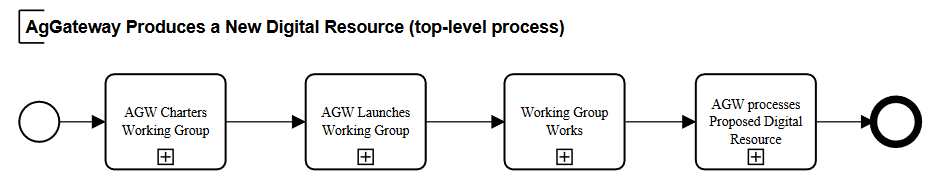 AgGateway Produces a New Digital Resource (top-level process)
AGW Charters
Working Group
AGW Launches
Working Group
Working Group
Works
AGW processes
Proposed Digital
Resource